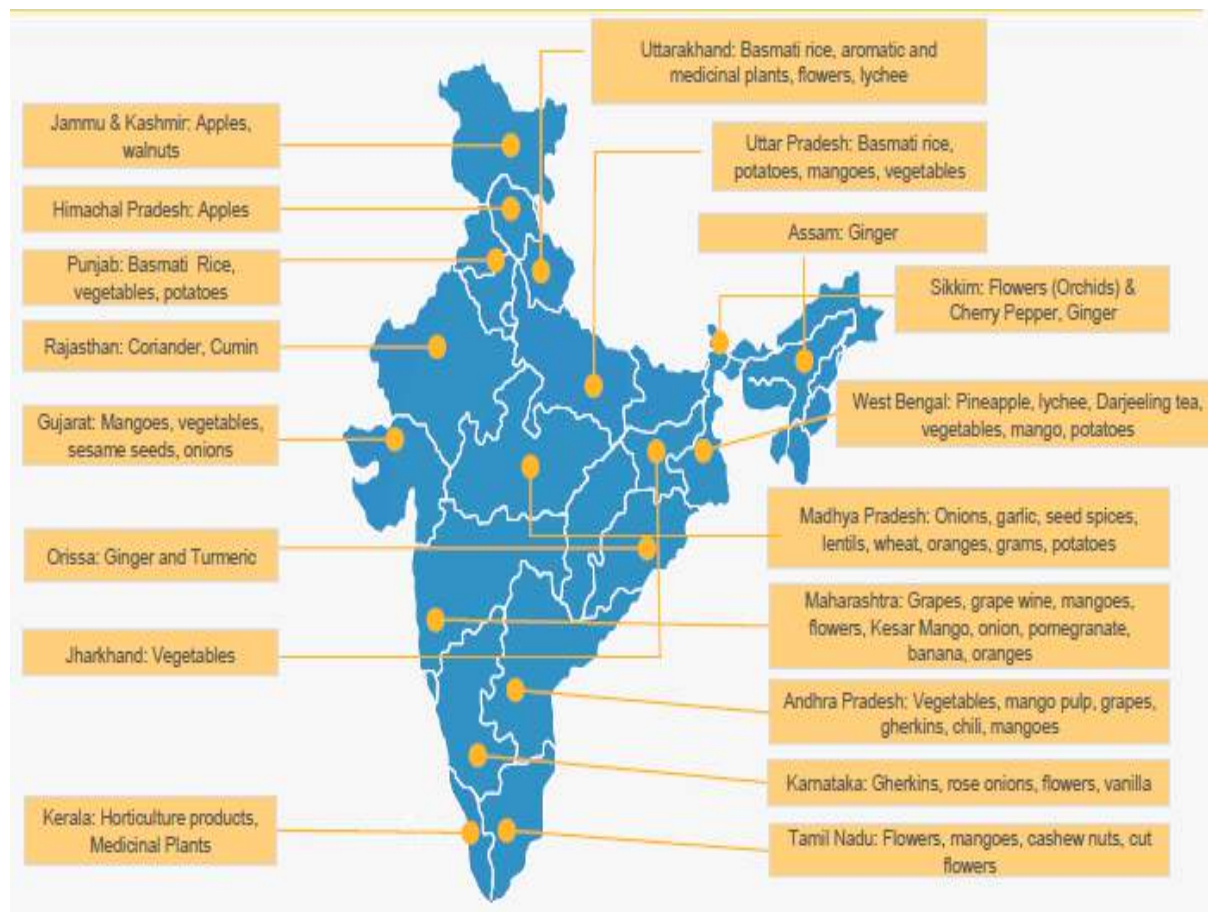 Uttarakhand: Basmati rice, aromatic and
medicinal plants, flowers, lychee
Jammu & Kashmir: Apples,
walnuts
Uttar Pradesh: Basmati rice,
potatoes, mangoes, vegetables
Himachal Pradesh: Apples
Assam: Ginger
Punjab: Basmati Rice,
vegetables, potatoes
Sikkim: Flowers (Orchids) &
Cherry Pepper, Ginger
Rajasthan: Coriander, Cumin
West Bengal: Pineapple, lychee, Darjeeling tea,
vegetables, mango, potatoes
Gujarat: Mangoes, vegetables,
sesame seeds, onions
Madhya Pradesh: Onions, garlic, seed spices,
lentils, wheat, oranges, grams, potatoes
Orissa: Ginger and Turmeric
Maharashtra: Grapes, grape wine, mangoes,
flowers, Kesar Mango, onion, pomegranate,
banana, oranges
Jharkhand: Vegetables
Andhra Pradesh: Vegetables, mango pulp, grapes,
gherkins, chili, mangoes
Karnataka: Gherkins, rose onions, flowers, vanilla
Kerala: Horticulture products,
Medicinal Plants
Tamil Nadu: Flowers, mangoes, cashew nuts, cut
flowers